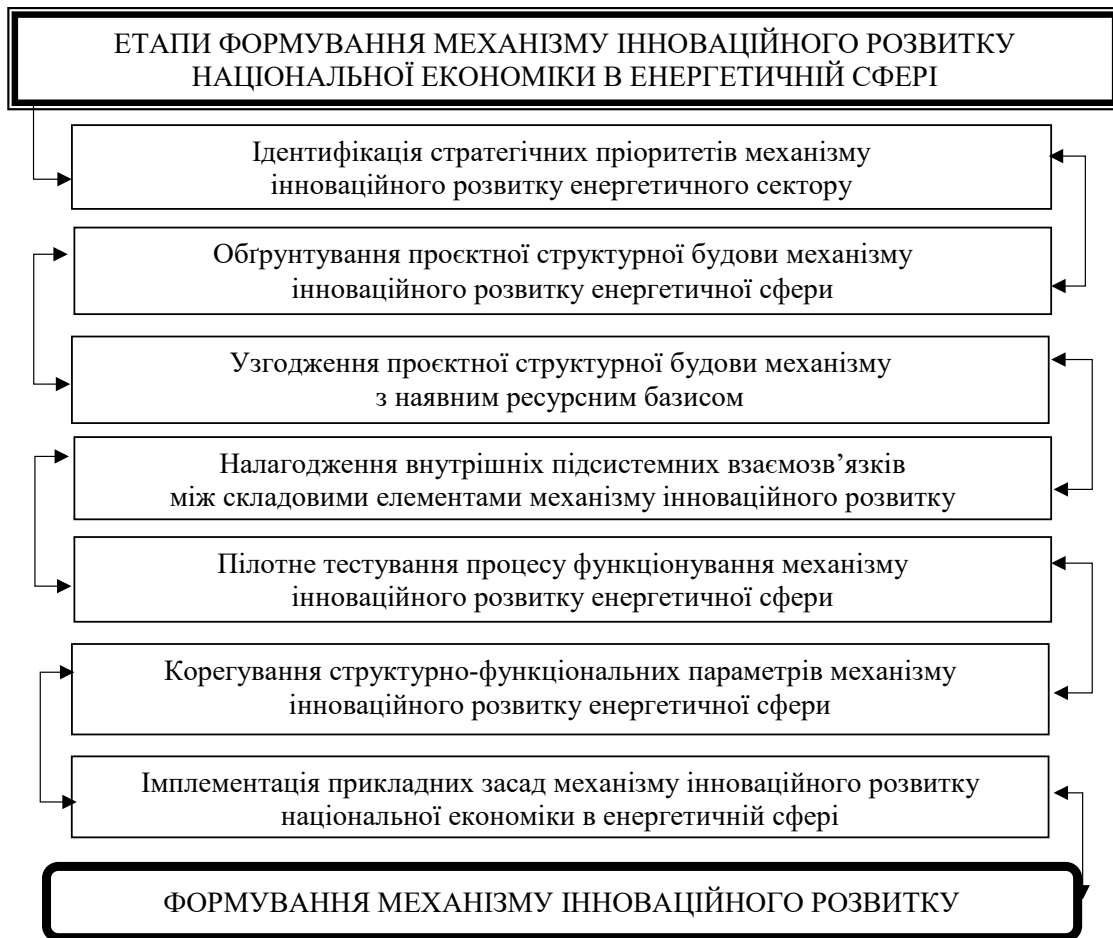 ЕТАПИ ФОРМУВАННЯ МЕХАНІЗМУ ІННОВАЦІЙНОГО РОЗВИТКУ
НАЦІОНАЛЬНОЇ ЕКОНОМІКИ В ЕНЕРГЕТИЧНІЙ СФЕРІ
Ідентифікація стратегічних пріоритетів механізму
інноваційного розвитку енергетичного сектору
Обґрунтування проєктної структурної будови механізму
інноваційного розвитку енергетичної сфери
Узгодження проєктної структурної будови механізму
з наявним ресурсним базисом
Налагодження внутрішніх підсистемних взаємозв’язків
між складовими елементами механізму інноваційного розвитку
Пілотне тестування процесу функціонування механізму
інноваційного розвитку енергетичної сфери
Корегування структурно-функціональних параметрів механізму
інноваційного розвитку енергетичної сфери
Імплементація прикладних засад механізму інноваційного розвитку
національної економіки в енергетичній сфері
ФОРМУВАННЯ МЕХАНІЗМУ ІННОВАЦІЙНОГО РОЗВИТКУ